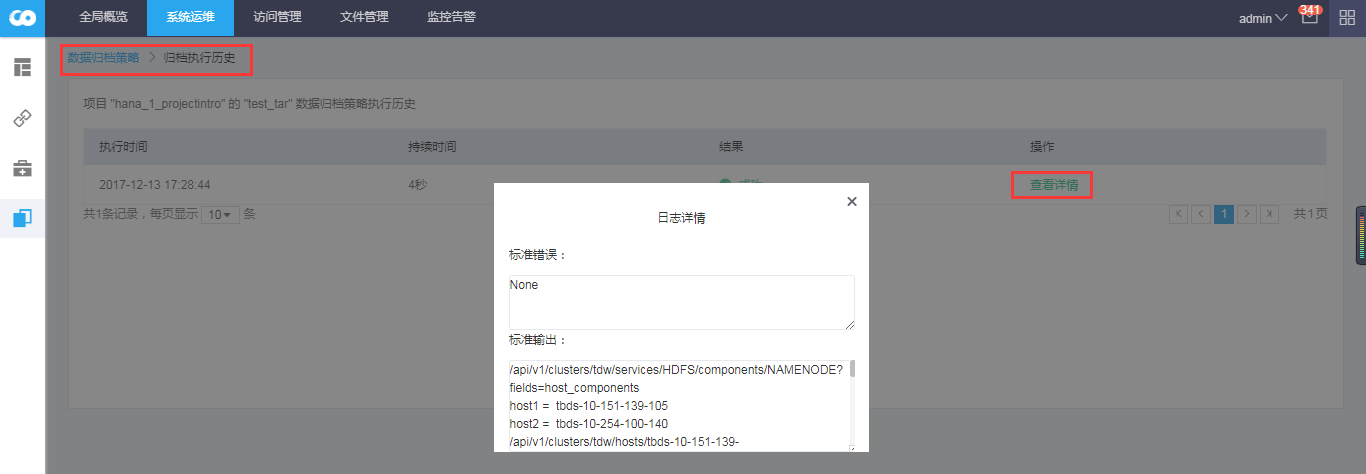 全局概览 系统运维 访问管理 文件管理 监控告警 admin 341
数据归档策略 > 归档执行历史
项目 "hana_1_projectintro" 的 "test_tar" 数据归档策略执行历史
执行时间 持续时间 结果 操作
2017-12-13 17:28:44 4秒 查看详情
共1条记录，每页显示 10 条 1 共1页
日志详情
标准错误：
None
标准输出：
/api/v1/clusters/tdw/services/HDFS/components/NAMENODE?
fields=host_components
host1 = tbds-10-151-139-105
host2 = tbds-10-254-100-140
/api/v1/clusters/tdw/hosts/tbds-10-151-139-